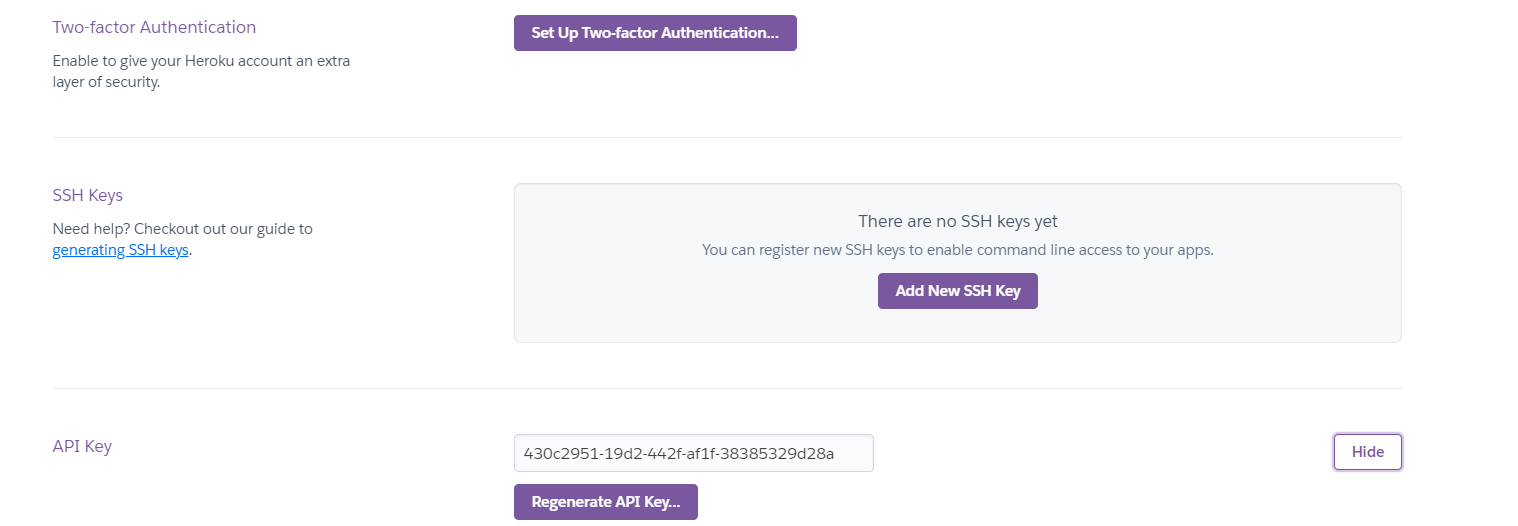 Two-factor Authentication
Set Up Two-factor Authentication...
Enable to give your Heroku account an extra
layer of security.
SSH Keys
Need help? Checkout out our guide to
generating SSH keys.
There are no SSH keys yet
You can register new SSH keys to enable command line access to your apps.
Add New SSH Key
API Key
430c2951-19d2-442f-af1f-38385329d28a
Hide
Regenerate API Key...